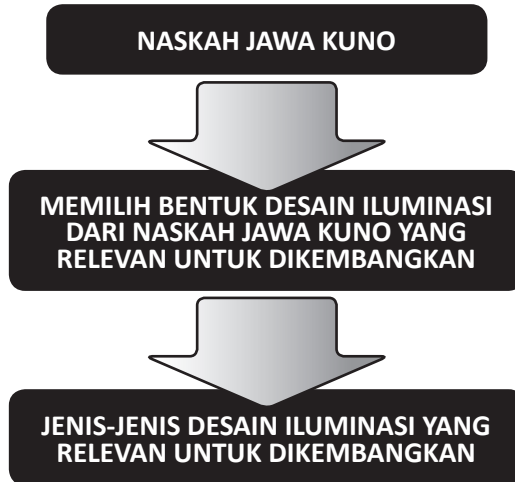 NASKAH JAWA KUNO
MEMILIH BENTUK DESAIN ILUMINASI
DARI NASKAH JAWA KUNO YANG
RELEVAN UNTUK DIKEMBANGKAN
JENIS-JENIS DESAIN ILUMINASI YANG
RELEVAN UNTUK DIKEMBANGKAN